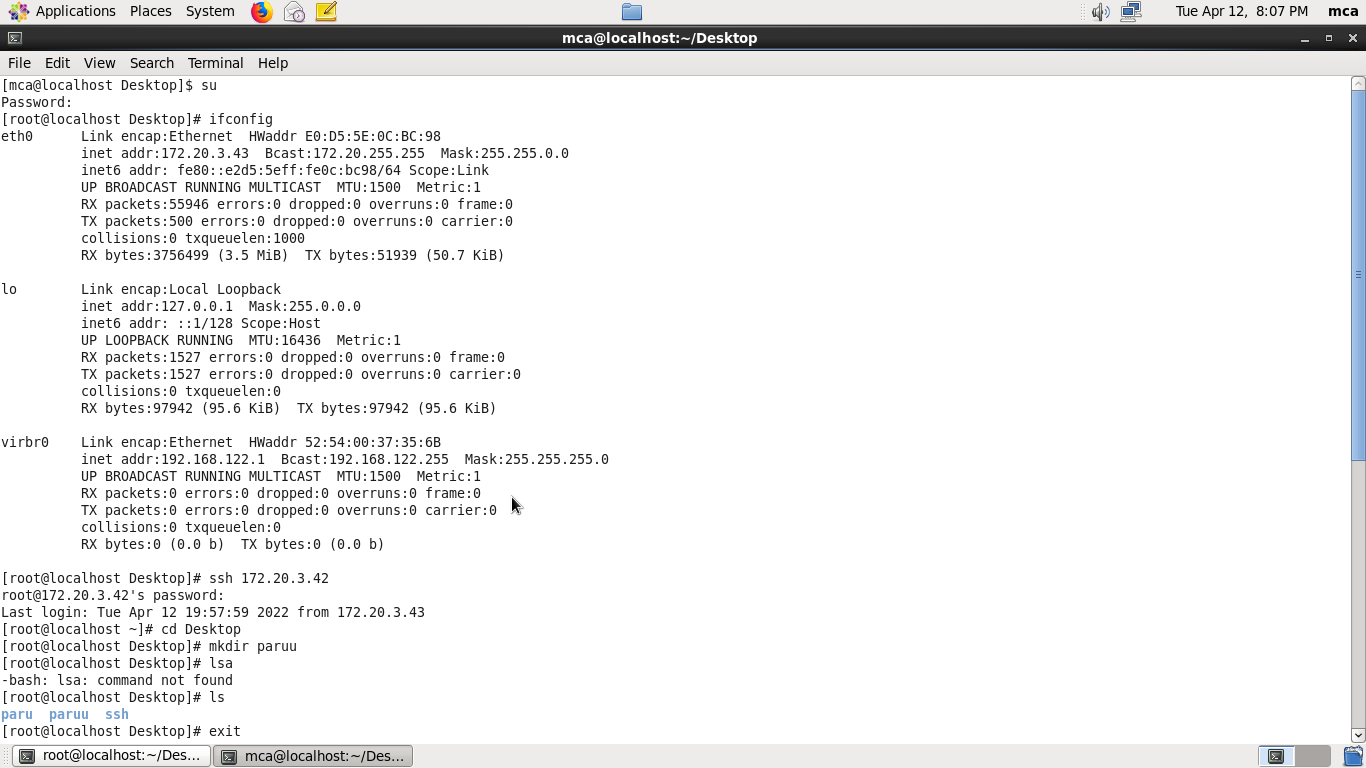 Applications Places System Tue Apr 12, 8:07 PM mca
mca@localhost:~/Desktop
File Edit View Search Terminal Help
[mca@localhost Desktop]$ su
Password:
[root@localhost Desktop]# ifconfig
eth0      Link encap:Ethernet  HWaddr E0:D5:5E:0C:BC:98
          inet addr:172.20.3.43  Bcast:172.20.255.255  Mask:255.255.0.0
          inet6 addr: fe80::e2d5:5eff:fe0c:bc98/64 Scope:Link
          UP BROADCAST RUNNING MULTICAST  MTU:1500  Metric:1
          RX packets:55946 errors:0 dropped:0 overruns:0 frame:0
          TX packets:500 errors:0 dropped:0 overruns:0 carrier:0
          collisions:0 txqueuelen:1000
          RX bytes:3756499 (3.5 MiB)  TX bytes:51939 (50.7 KiB)

lo        Link encap:Local Loopback
          inet addr:127.0.0.1  Mask:255.0.0.0
          inet6 addr: ::1/128 Scope:Host
          UP LOOPBACK RUNNING  MTU:16436  Metric:1
          RX packets:1527 errors:0 dropped:0 overruns:0 frame:0
          TX packets:1527 errors:0 dropped:0 overruns:0 carrier:0
          collisions:0 txqueuelen:0
          RX bytes:97942 (95.6 KiB)  TX bytes:97942 (95.6 KiB)

virbr0    Link encap:Ethernet  HWaddr 52:54:00:37:35:6B
          inet addr:192.168.122.1  Bcast:192.168.122.255  Mask:255.255.255.0
          UP BROADCAST RUNNING MULTICAST  MTU:1500  Metric:1
          RX packets:0 errors:0 dropped:0 overruns:0 frame:0
          TX packets:0 errors:0 dropped:0 overruns:0 carrier:0
          collisions:0 txqueuelen:0
          RX bytes:0 (0.0 b)  TX bytes:0 (0.0 b)

[root@localhost Desktop]# ssh 172.20.3.42
root@172.20.3.42's password:
Last login: Tue Apr 12 19:57:59 2022 from 172.20.3.43
[root@localhost ~]# cd Desktop
[root@localhost Desktop]# mkdir paruu
[root@localhost Desktop]# lsa
-bash: lsa: command not found
[root@localhost Desktop]# ls
paru  paruu  ssh
[root@localhost Desktop]# exit
root@localhost:~/Des... mca@localhost:~/Des...